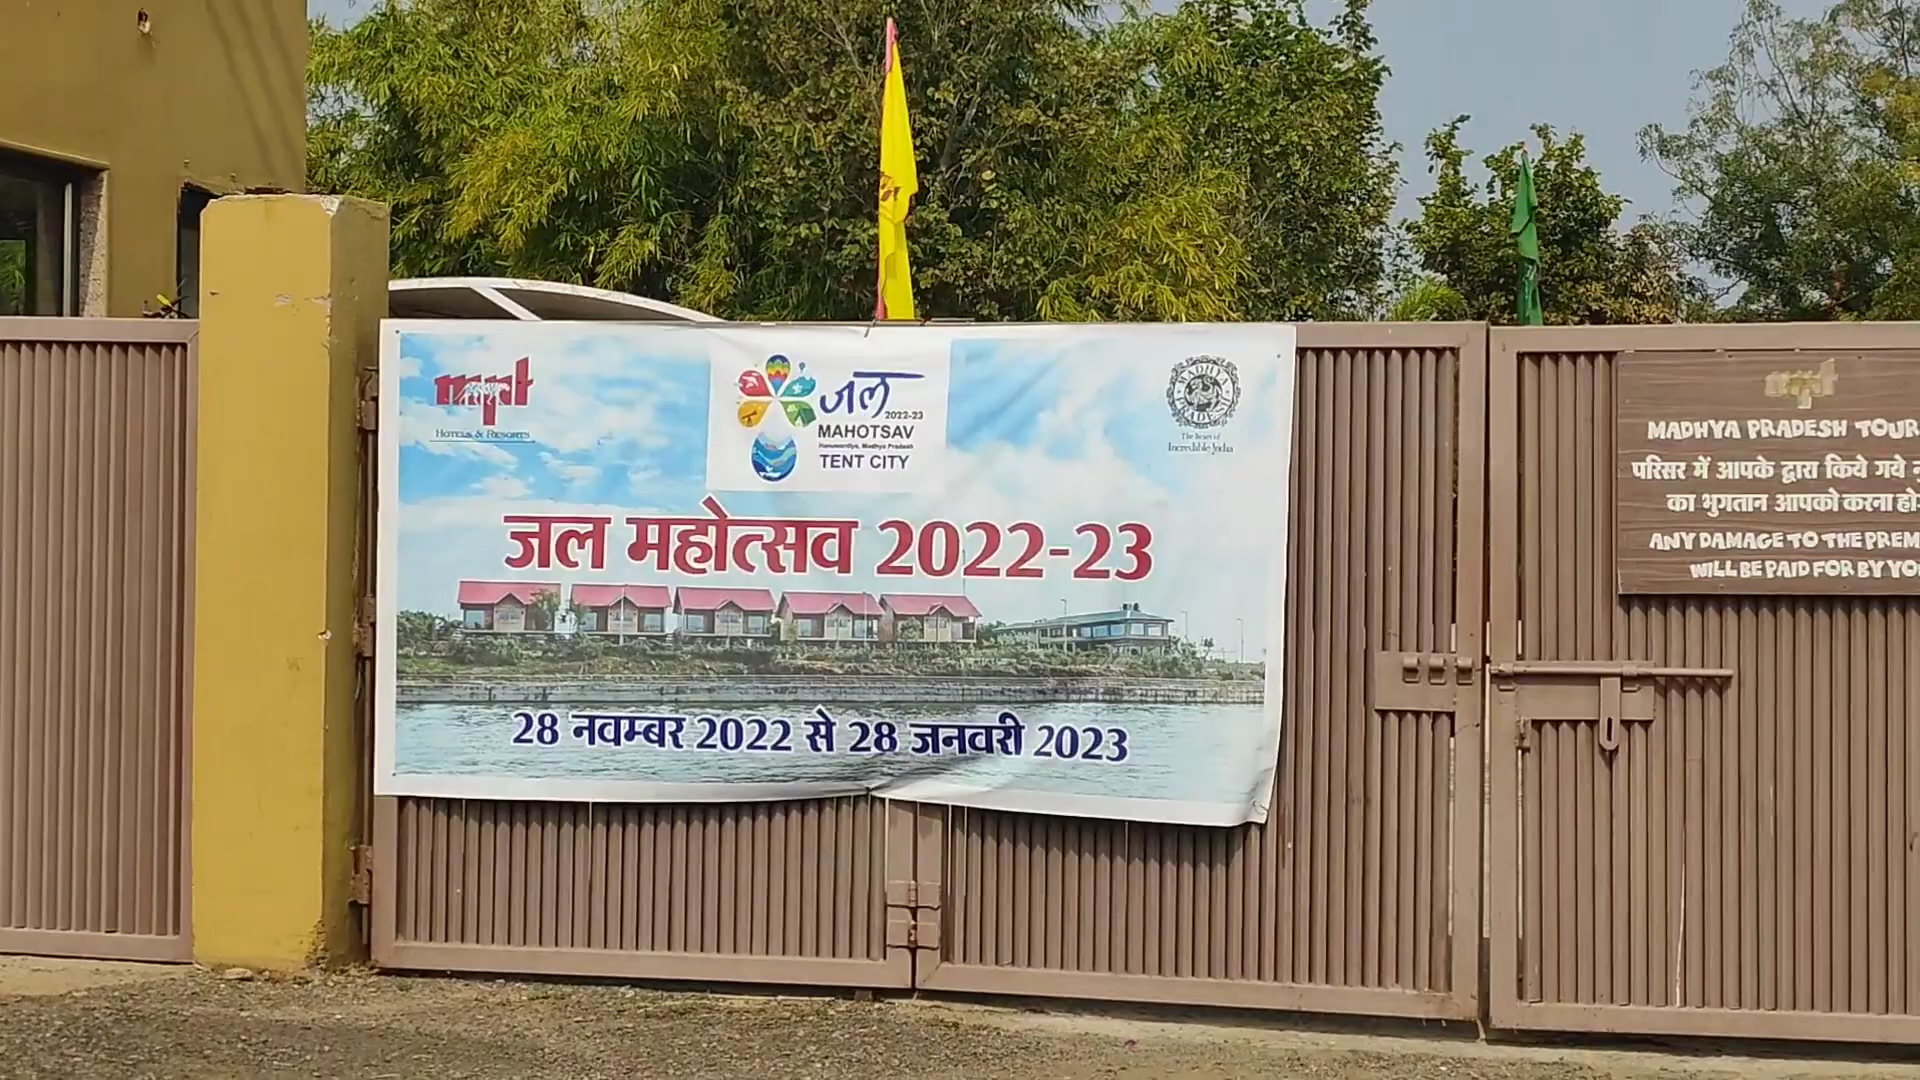 mpt
HOTELS & RESORTS
जल
2022-23
MAHOTSAV
Hanuwantiya, Madhya Pradesh
TENT CITY
MADHYA PRADESH
The heart of
Incredible India
जल महोत्सव 2022-23
28 नवम्बर 2022 से 28 जनवरी 2023
mpt
MADHYA PRADESH TOUR
परिसर में आपके द्वारा किये गये
का भुगतान आपको करना हो
ANY DAMAGE TO THE PREM
WILL BE PAID FOR BY YO